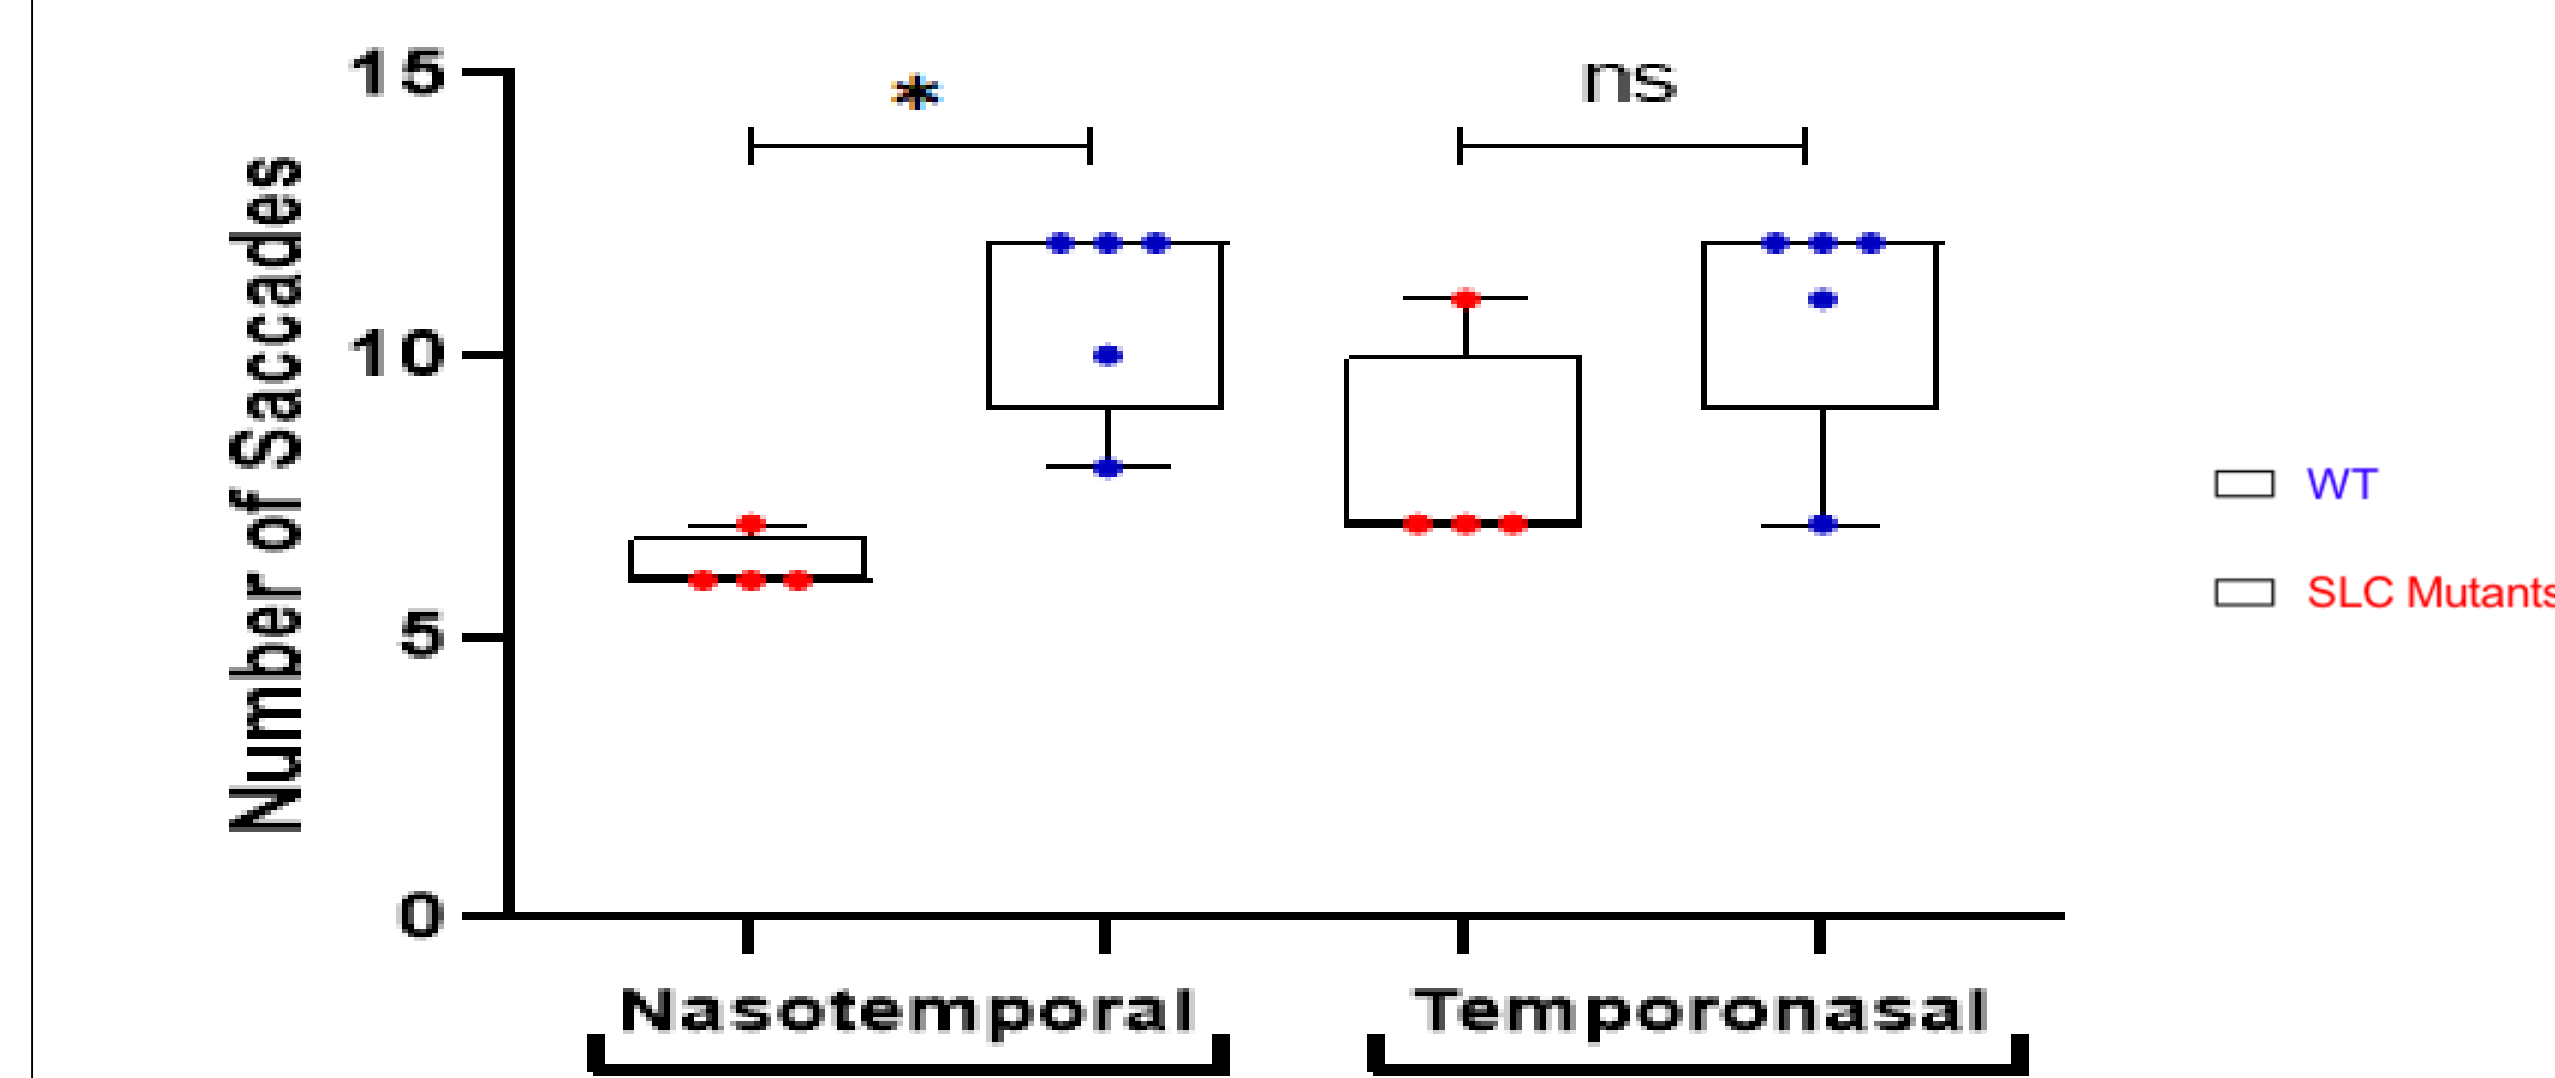 Number of Saccades
15
10
5
0
*
ns
Nasotemporal
Temporonasal
WT
SLC Mutants